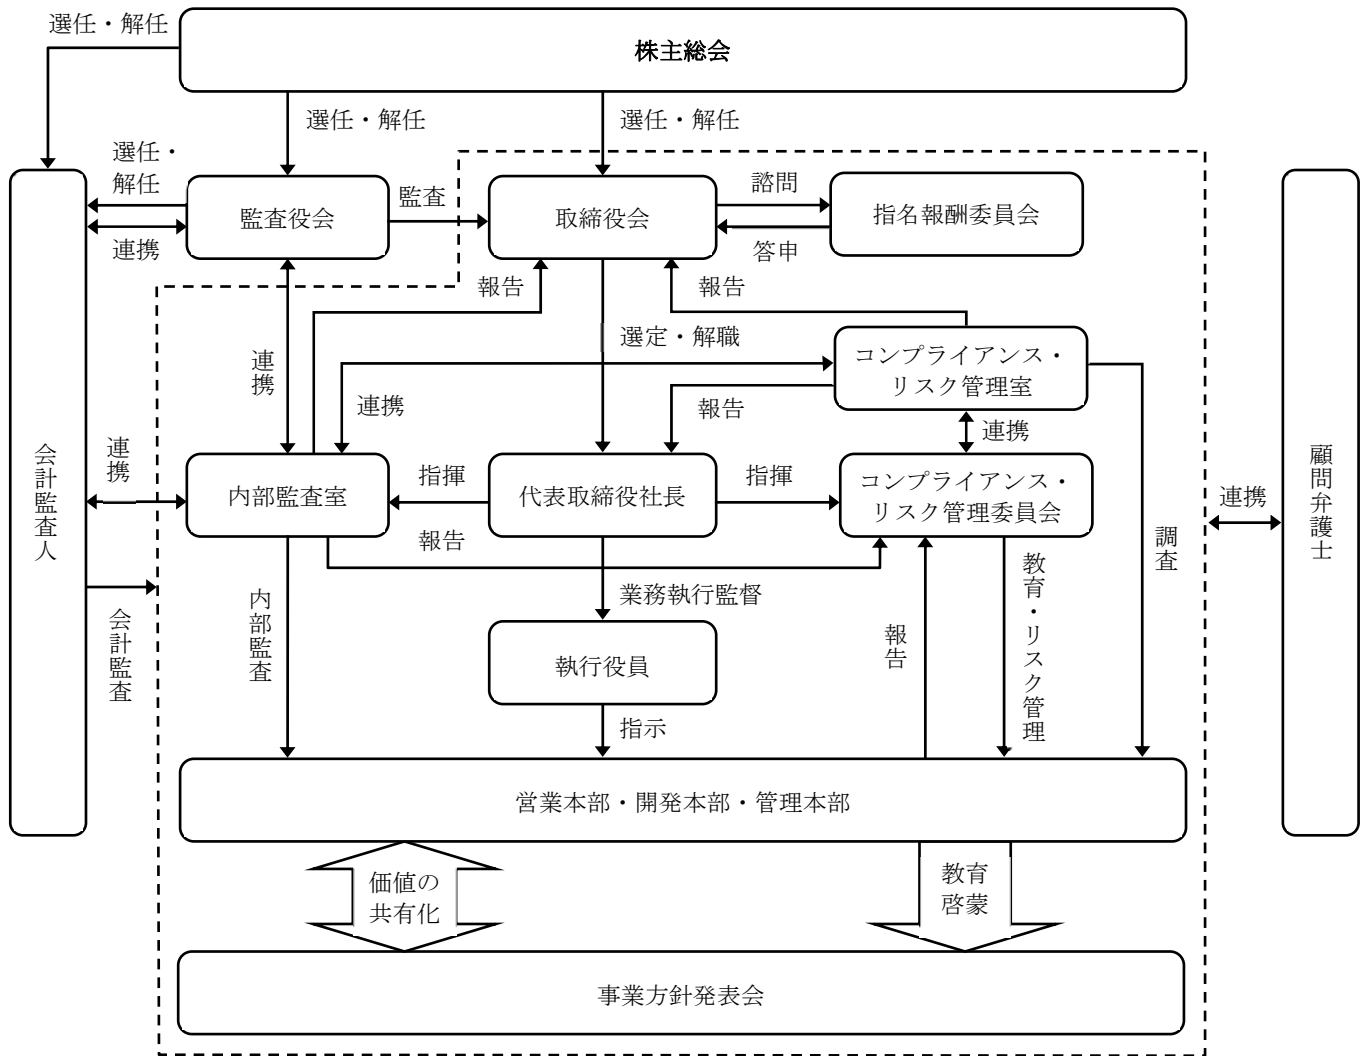 選任・解任
株主総会
選任・解任
選任・解任
選任・
解任
監査役会
監査
取締役会
諮問
指名報酬委員会
答申
連携
報告
報告
選定・解職
コンプライアンス・
リスク管理室
連携
連携
報告
連携
会計監査人
連携
内部監査室
指揮
代表取締役社長
指揮
コンプライアンス・
リスク管理委員会
連携
顧問弁護士
報告
調査
会計監査
内部監査
業務執行監督
執行役員
報告
教育・リスク管理
指示
営業本部・開発本部・管理本部
価値の
共有化
教育
啓蒙
事業方針発表会